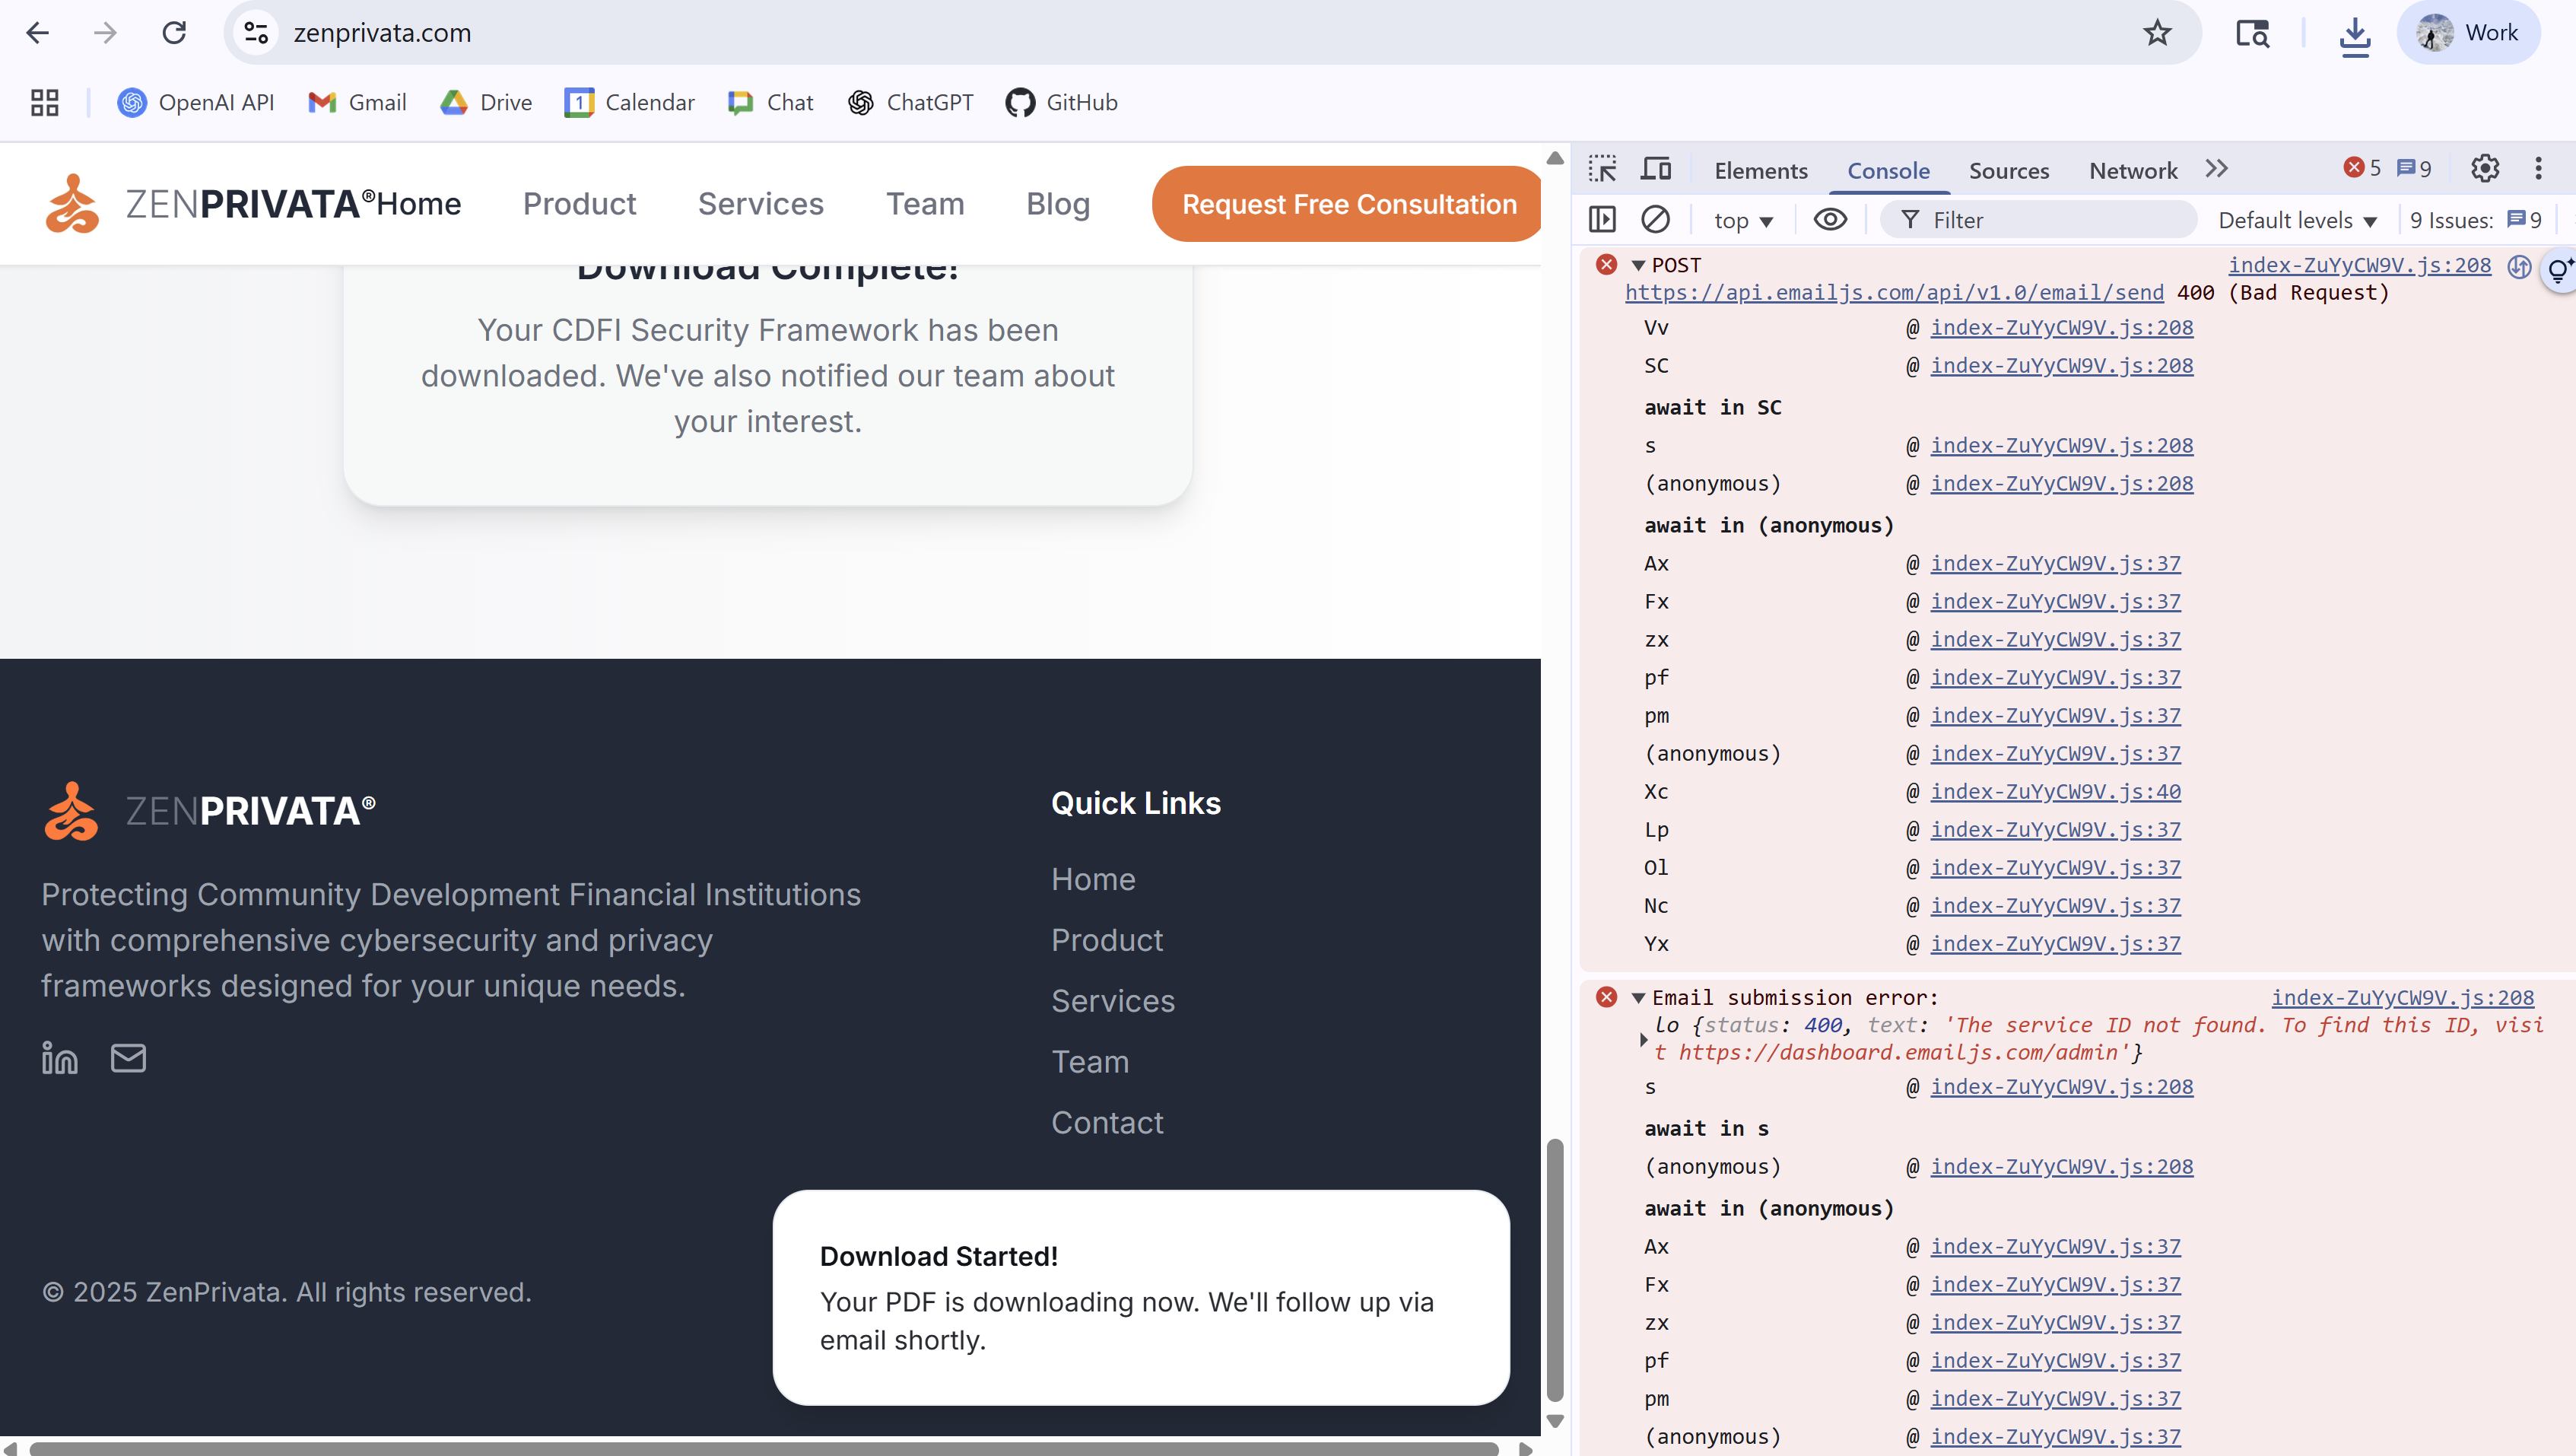 zenprivata.com
Work
OpenAI API
Gmail
Drive
1
Calendar
Chat
ChatGPT
GitHub
ZENPRIVATA®
Home
Product
Services
Team
Blog
Request Free Consultation
Download Complete!
Your CDFI Security Framework has been
downloaded. We've also notified our team about
your interest.
ZENPRIVATA®
Protecting Community Development Financial Institutions
with comprehensive cybersecurity and privacy
frameworks designed for your unique needs.
in
© 2025 ZenPrivata. All rights reserved.
Quick Links
Home
Product
Services
Team
Contact
Download Started!
Your PDF is downloading now. We'll follow up via
email shortly.
Elements
Console
Sources
Network
5
9
top
Filter
Default levels
9 Issues:
9
POST index-ZuYyCW9V.js:208
https://api.emailjs.com/api/v1.0/email/send 400 (Bad Request)
Vv @ index-ZuYyCW9V.js:208
SC @ index-ZuYyCW9V.js:208
await in SC
s @ index-ZuYyCW9V.js:208
(anonymous) @ index-ZuYyCW9V.js:208
await in (anonymous)
Ax @ index-ZuYyCW9V.js:37
Fx @ index-ZuYyCW9V.js:37
zx @ index-ZuYyCW9V.js:37
pf @ index-ZuYyCW9V.js:37
pm @ index-ZuYyCW9V.js:37
(anonymous) @ index-ZuYyCW9V.js:37
Xc @ index-ZuYyCW9V.js:40
Lp @ index-ZuYyCW9V.js:37
Ol @ index-ZuYyCW9V.js:37
Nc @ index-ZuYyCW9V.js:37
Yx @ index-ZuYyCW9V.js:37
Email submission error: index-ZuYyCW9V.js:208
lo {status: 400, text: 'The service ID not found. To find this ID, visi
t https://dashboard.emailjs.com/admin'}
s @ index-ZuYyCW9V.js:208
await in s
(anonymous) @ index-ZuYyCW9V.js:208
await in (anonymous)
Ax @ index-ZuYyCW9V.js:37
Fx @ index-ZuYyCW9V.js:37
zx @ index-ZuYyCW9V.js:37
pf @ index-ZuYyCW9V.js:37
pm @ index-ZuYyCW9V.js:37
(anonymous) @ index-ZuYyCW9V.js:37